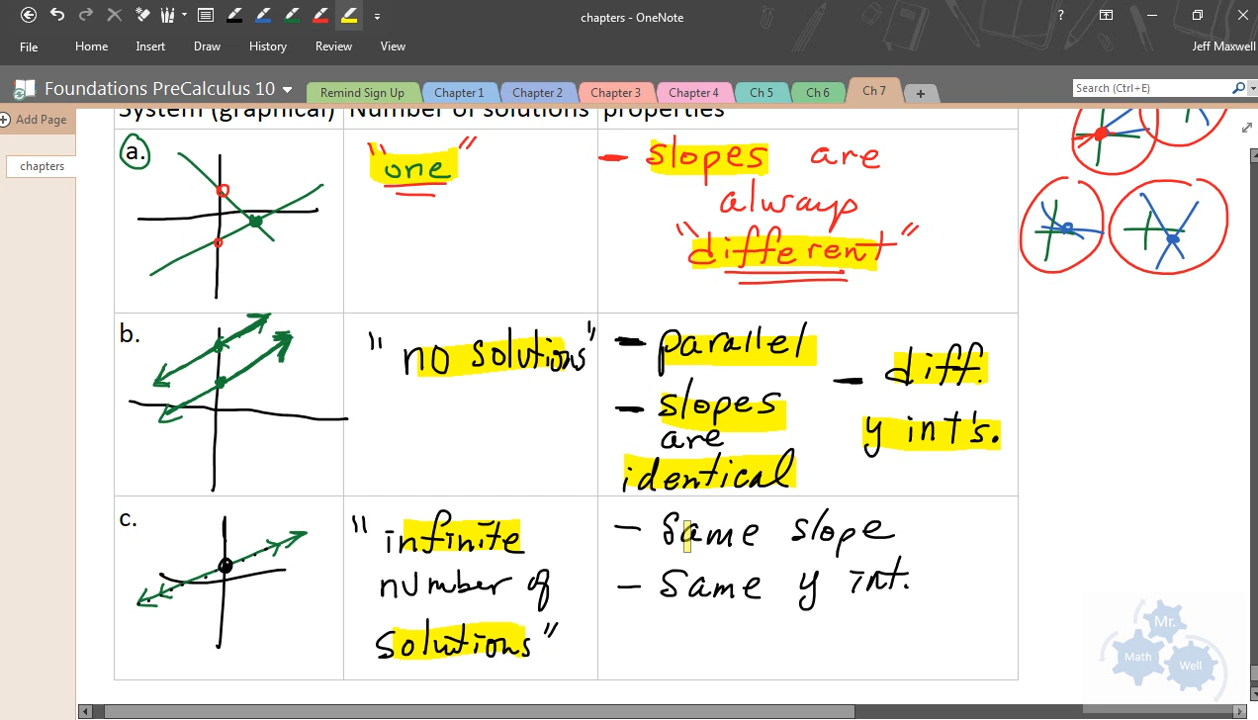 chapters - OneNote
?
File
Home
Insert
Draw
History
Review
View
Jeff Maxwell
Foundations PreCalculus 10
Remind Sign Up
Chapter 1
Chapter 2
Chapter 3
Chapter 4
Ch 5
Ch 6
Ch 7
Search (Ctrl+E)
Add Page
chapters
System (graphical)
Number of solutions
properties
a.
"one"
- slopes are
always
"different"
b.
"no solutions"
- parallel
- slopes
are
identical
- diff.
y int's.
c.
"infinite
number of
solutions"
- Same slope
- Same y int.
Mr.
Math
Well